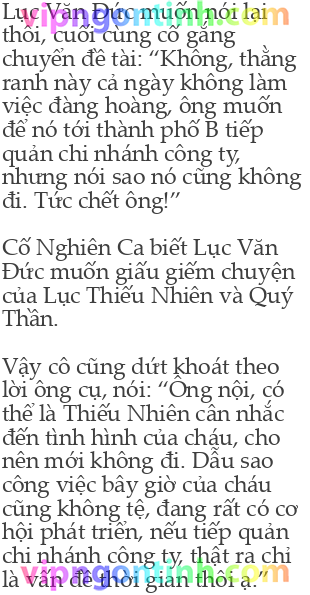 vipngontinh.com
Lục Văn Đức muốn nói lại
thôi, cuối cùng cố gắng
chuyển đề tài: “Không, thằng
ranh này cả ngày không làm
việc đàng hoàng, ông muốn
để nó tới thành phố B tiếp
quản chi nhánh công ty,
nhưng nói sao nó cũng không
đi. Tức chết ông!”
Cố Nghiên Ca biết Lục Văn
Đức muốn giấu giếm chuyện
của Lục Thiếu Nhiên và Quý
Thần.
Vậy cô cũng dứt khoát theo
lời ông cụ, nói: “Ông nội, có
thể là Thiếu Nhiên cân nhắc
đến tình hình của cháu, cho
nên mới không đi. Dẫu sao
công việc bây giờ của cháu
cũng không tệ, đang rất có cơ
hội phát triển, nếu tiếp quản
chi nhánh công ty, thật ra chỉ
là vấn đề thời gian thôi ạ.”
vipngontinh.com